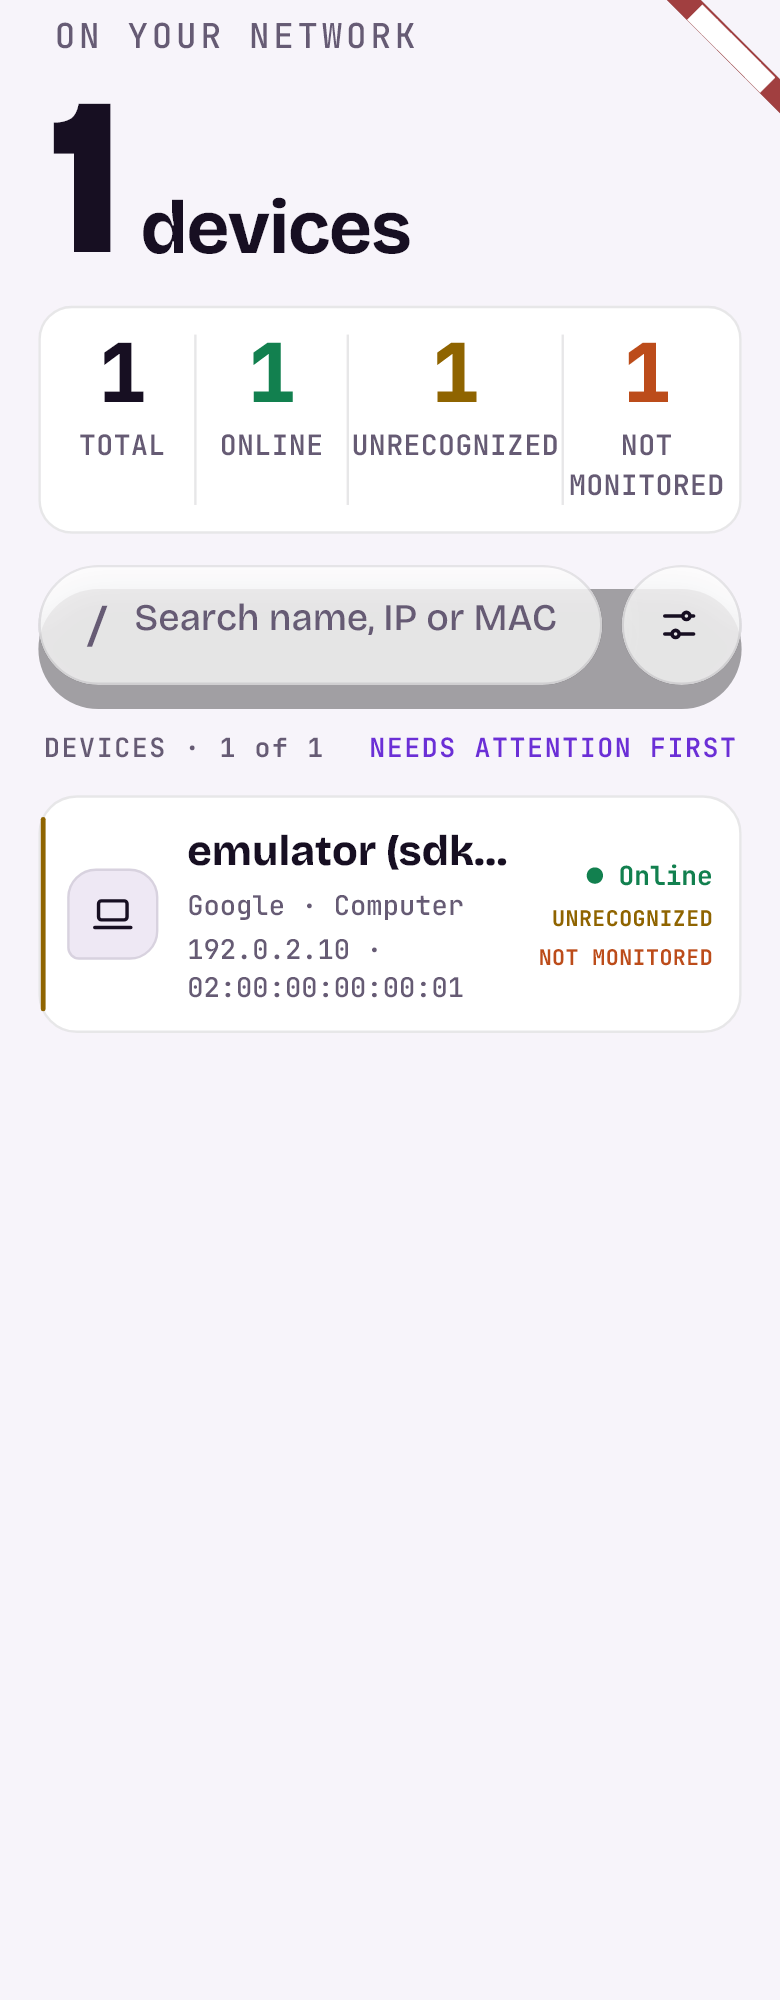 ON YOUR NETWORK
1 devices
1 1 1 1
TOTAL ONLINE UNRECOGNIZED NOT MONITORED
/ Search name, IP or MAC
DEVICES · 1 of 1 NEEDS ATTENTION FIRST
emulator (sdk...
Google · Computer
192.0.2.10 ·
02:00:00:00:00:01
Online
UNRECOGNIZED
NOT MONITORED